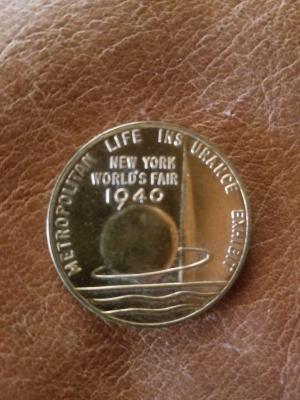 METROPOLITAN LIFE INSURANCE EXHIBIT
NEW YORK
WORLD'S FAIR
1940